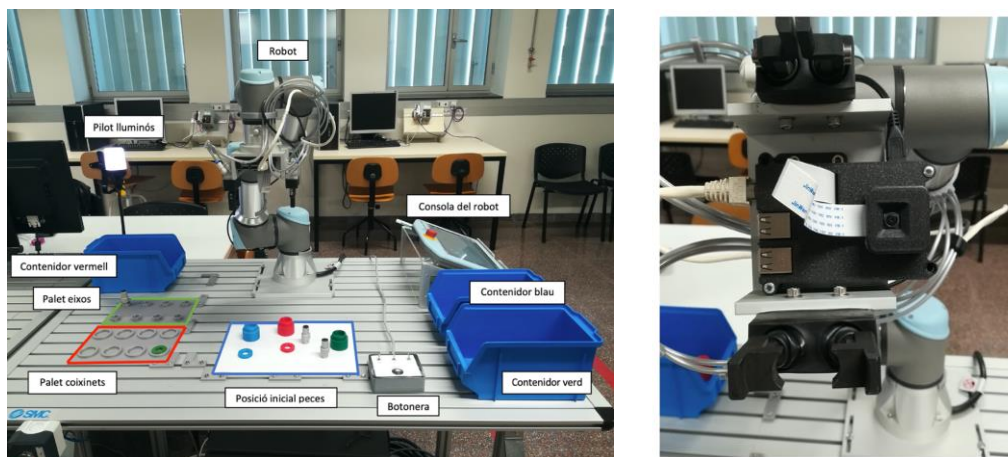 Robot
Pilot lluminós
Consola del robot
Contenidor vermell
Palet eixos
Contenidor blau
Palet coixinets
Posició inicial peces
Botonera
Contenidor verd
SMC